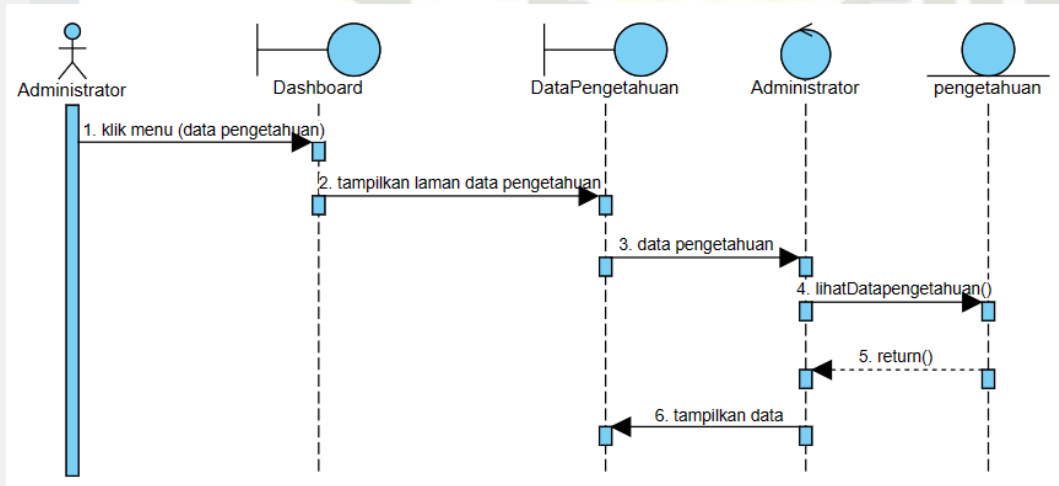 Administrator
Dashboard
DataPengetahuan
Administrator
pengetahuan
1. klik menu (data pengetahuan)
2. tampilkan laman data pengetahuan
3. data pengetahuan
4. lihatDatapengetahuan()
5. return()
6. tampilkan data